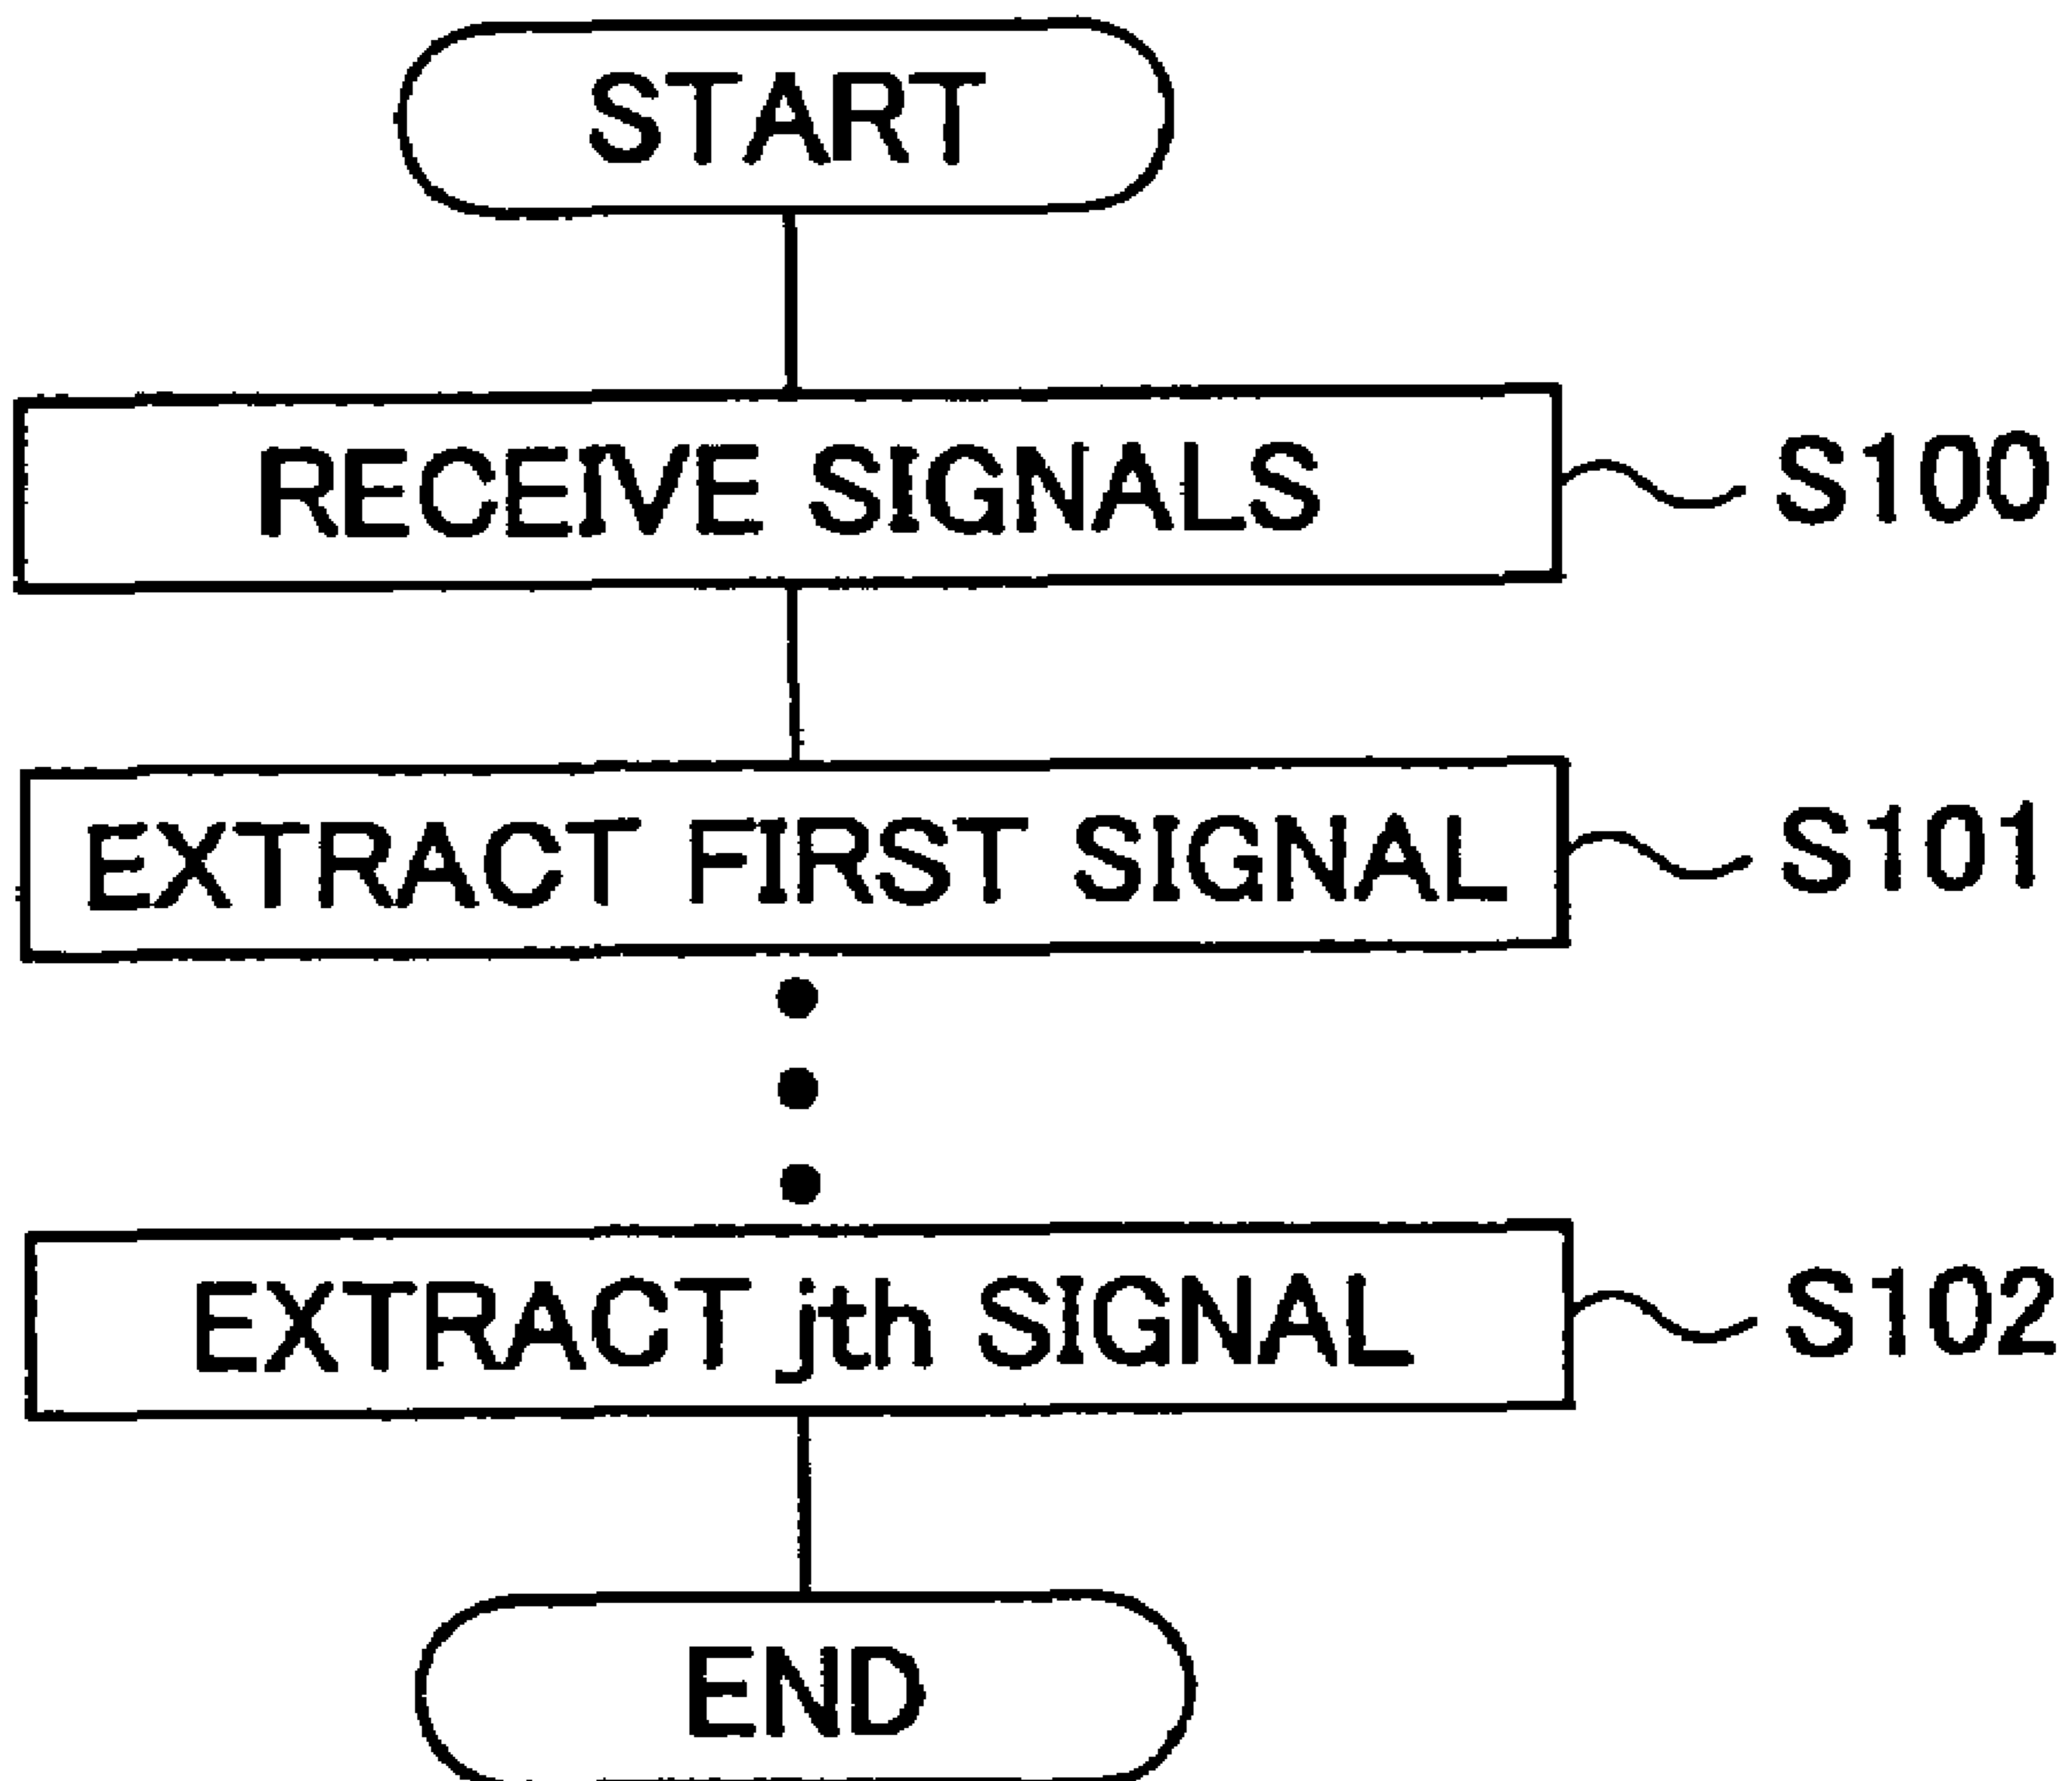 START
RECEIVE SIGNALS S100
EXTRACT FIRST SIGNAL S101
EXTRACT jth SIGNAL S102
END